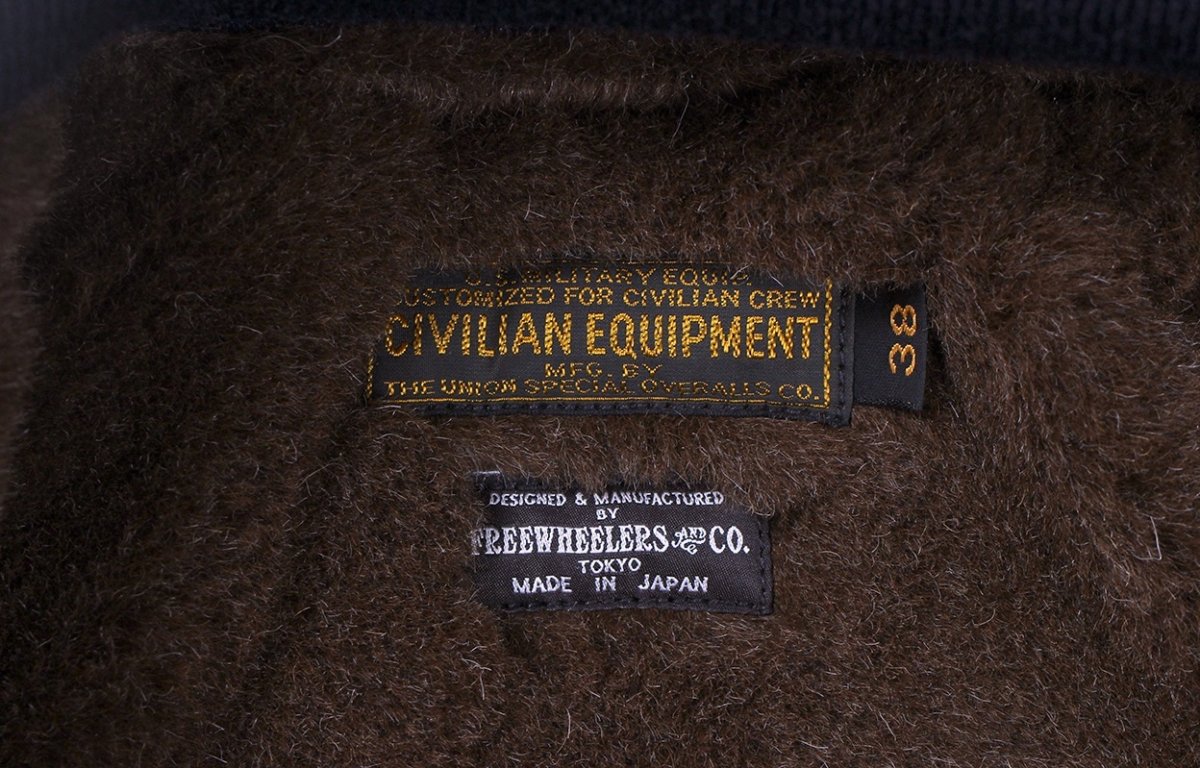 U.S. MILITARY EQUIP.
CUSTOMIZED FOR CIVILIAN CREW
CIVILIAN EQUIPMENT
MFG. BY
THE UNION SPECIAL OVERALLS CO.
38
DESIGNED & MANUFACTURED
BY
FREEWHEELERS AND CO.
TOKYO
MADE IN JAPAN